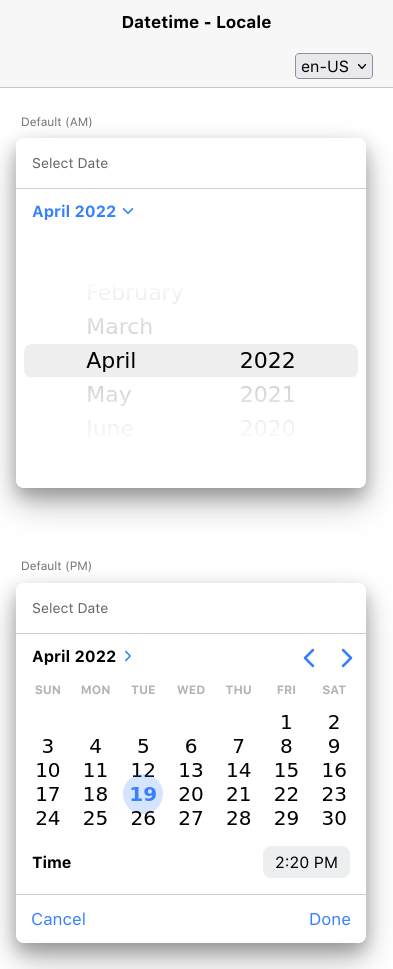 Datetime - Locale
en-US
Default (AM)
Select Date
April 2022
February
March
April 2022
May 2021
June 2020
Default (PM)
Select Date
April 2022
SUN MON TUE WED THU FRI SAT
1 2
3 4 5 6 7 8 9
10 11 12 13 14 15 16
17 18 19 20 21 22 23
24 25 26 27 28 29 30
Time 2:20 PM
Cancel Done